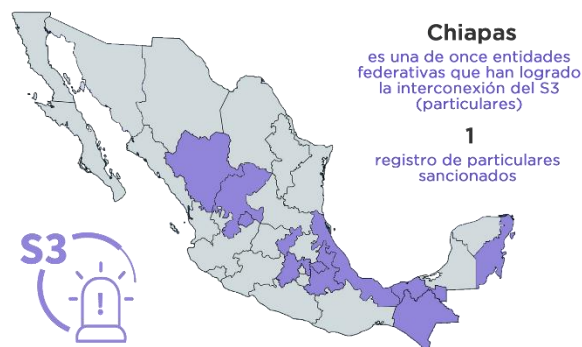 Chiapas
es una de once entidades
federativas que han logrado
la interconexión del S3
(particulares)
1
registro de particulares
sancionados
S3
!